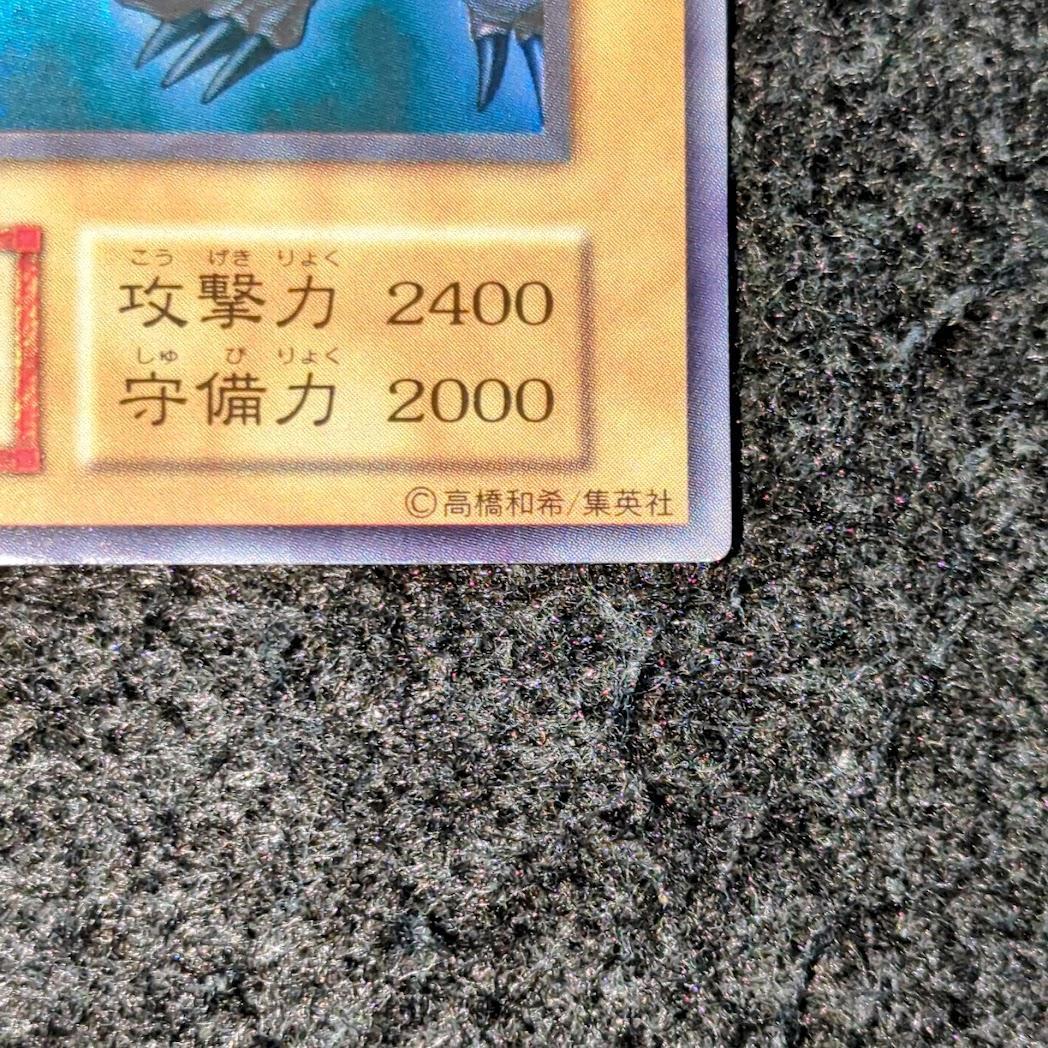 こう げき りょく
攻撃力 2400
しゅ び りょく
守備力 2000
©高橋和希/集英社